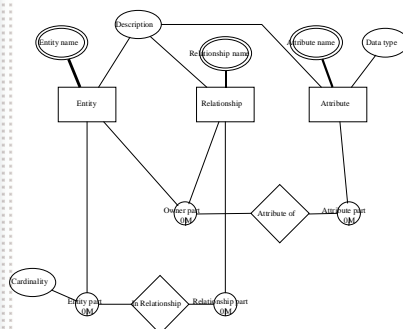 Description
Entity name
Relationship name
Attribute name
Data type
Entity
Relationship
Attribute
Owner part
0M
Attribute of
Attribute part
0M
Cardinality
Entity part
0M
In Relationship
Relationship part
0M